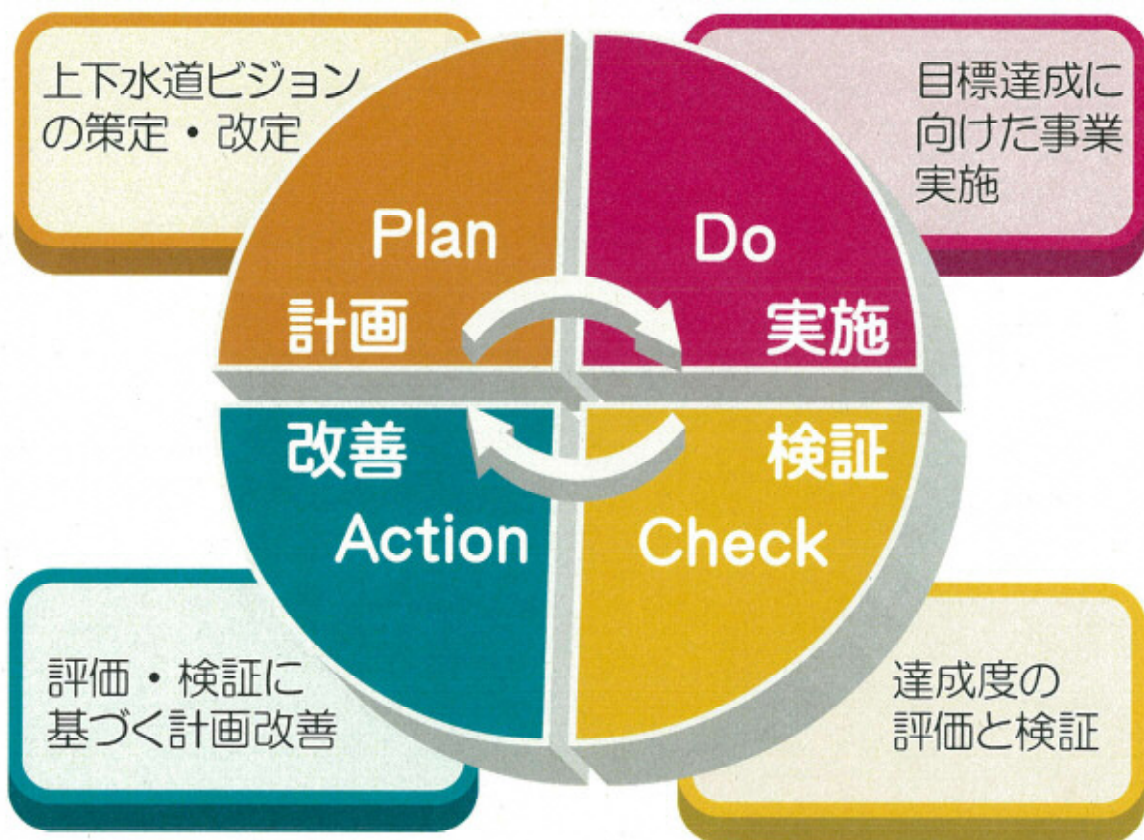 上下水道ビジョン
の策定・改定
Plan
計画
目標達成に
向けた事業
実施
Do
実施
検証
Check
達成度の
評価と検証
改善
Action
評価・検証に
基づく計画改善